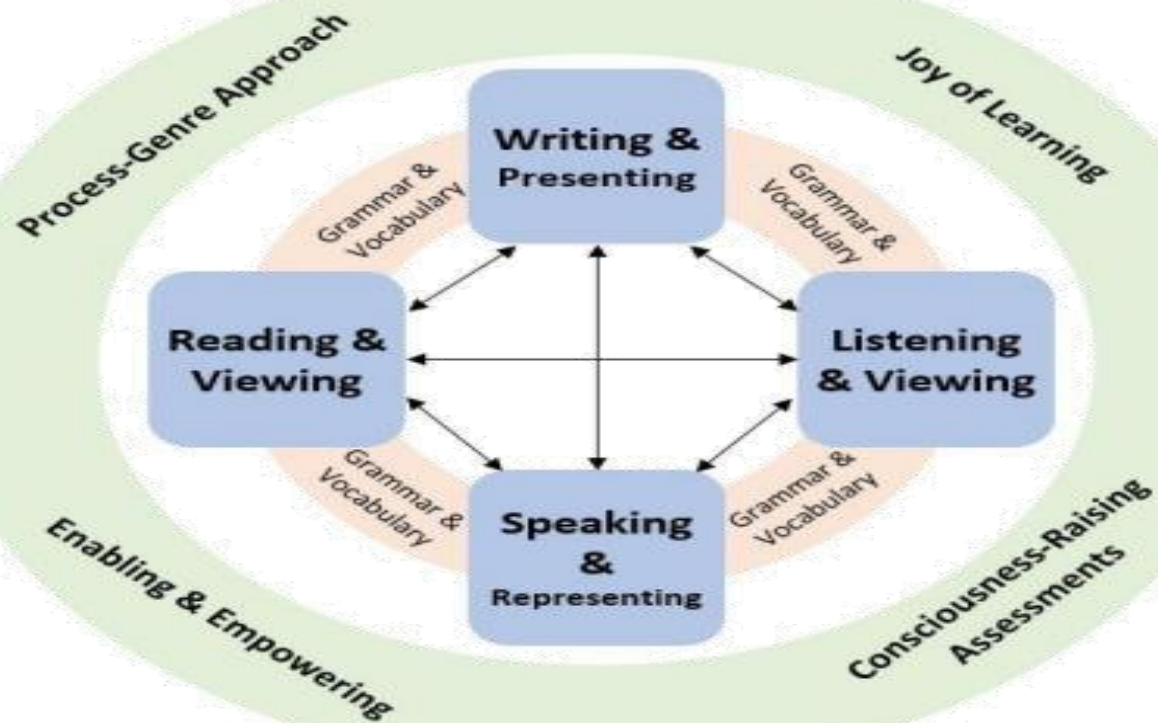 Process-Genre Approach
Joy of Learning
Writing &
Presenting
Grammar &
Vocabulary
Grammar &
Vocabulary
Reading &
Viewing
Listening
& Viewing
Grammar &
Vocabulary
Grammar &
Vocabulary
Speaking
&
Representing
Enabling & Empowering
Consciousness-Raising
Assessments